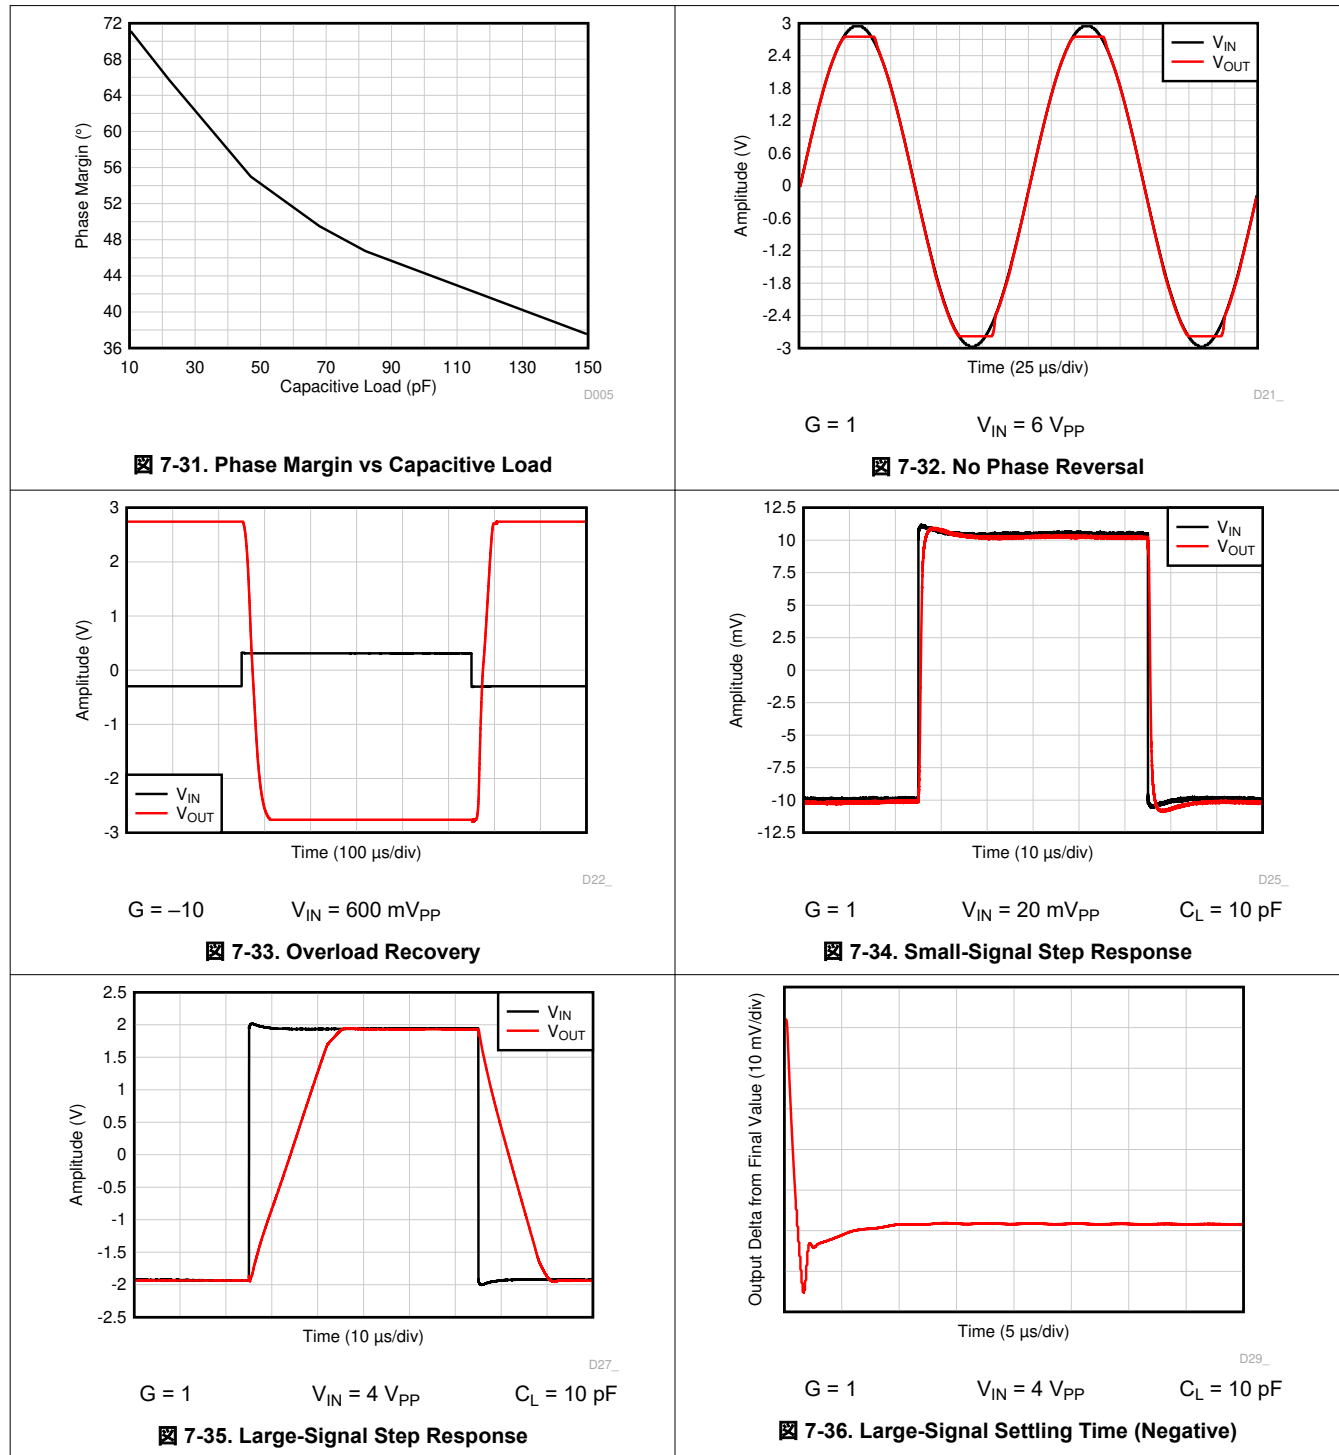 72
68
64
60
56
52
48
44
40
36
Phase Margin (°)
10 30 50 70 90 110 130 150
Capacitive Load (pF)
D005
図 7-31. Phase Margin vs Capacitive Load
3
2.4
1.8
1.2
0.6
0
-0.6
-1.2
-1.8
-2.4
-3
Amplitude (V)
VIN
VOUT
Time (25 µs/div)
D21_
G = 1 VIN = 6 VPP
図 7-32. No Phase Reversal
3
2
1
0
-1
-2
-3
Amplitude (V)
VIN
VOUT
Time (100 µs/div)
D22_
G = –10 VIN = 600 mVPP
図 7-33. Overload Recovery
12.5
10
7.5
5
2.5
0
-2.5
-5
-7.5
-10
-12.5
Amplitude (mV)
VIN
VOUT
Time (10 µs/div)
D25_
G = 1 VIN = 20 mVPP CL = 10 pF
図 7-34. Small-Signal Step Response
2.5
2
1.5
1
0.5
0
-0.5
-1
-1.5
-2
-2.5
Amplitude (V)
VIN
VOUT
Time (10 µs/div)
D27_
G = 1 VIN = 4 VPP CL = 10 pF
図 7-35. Large-Signal Step Response
Output Delta from Final Value (10 mV/div)
Time (5 µs/div)
D29_
G = 1 VIN = 4 VPP CL = 10 pF
図 7-36. Large-Signal Settling Time (Negative)